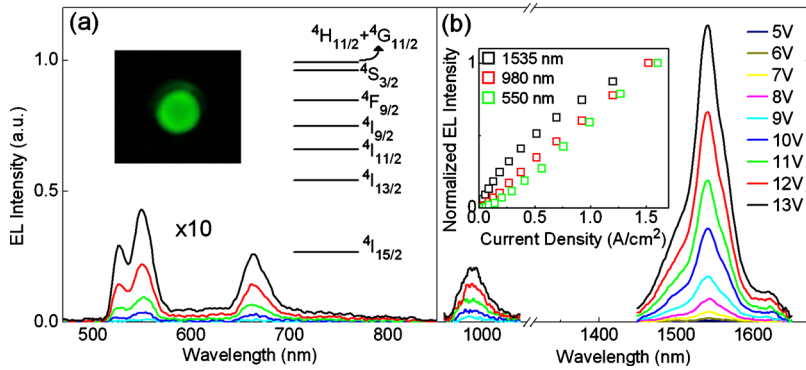 (a)
EL Intensity (a.u.)
1.0
0.5
0.0
⁴H₁₁/₂+⁴G₁₁/₂
⁴S₃/₂
⁴F₉/₂
⁴I₉/₂
⁴I₁₁/₂
⁴I₁₃/₂
⁴I₁₅/₂
x10
500 600 700 800
Wavelength (nm)
(b)
Normalized EL Intensity
1
0
1535 nm
980 nm
550 nm
0.0 0.5 1.0 1.5
Current Density (A/cm²)
5V
6V
7V
8V
9V
10V
11V
12V
13V
1000 1400 1500 1600
Wavelength (nm)